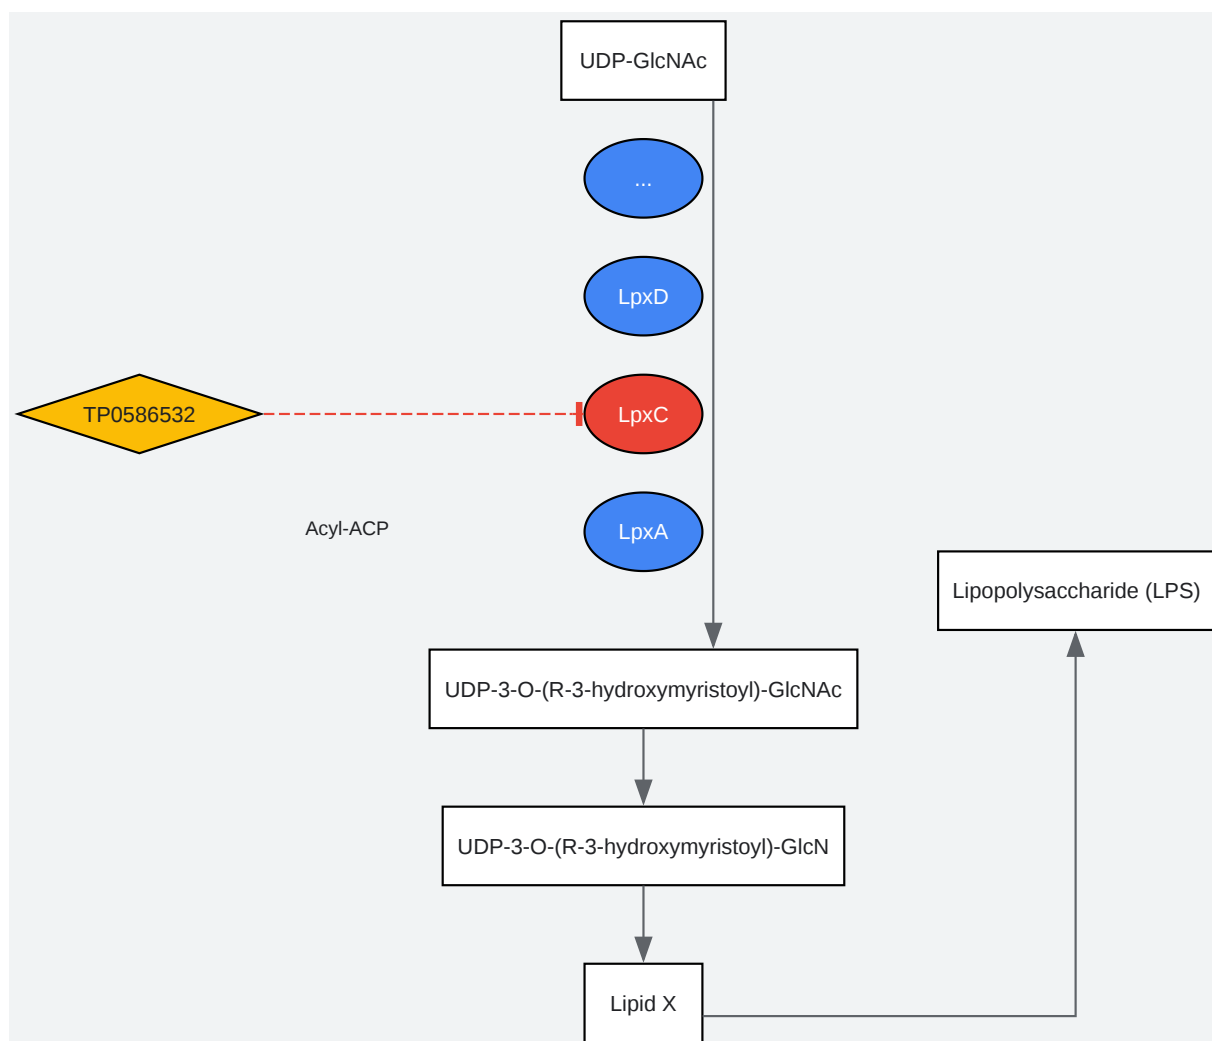 UDP-GlcNAc
...
LpxD
TP0586532
LpxC
Acyl-ACP
LpxA
Lipopolysaccharide (LPS)
UDP-3-O-(R-3-hydroxymyristoyl)-GlcNAc
UDP-3-O-(R-3-hydroxymyristoyl)-GlcN
Lipid X